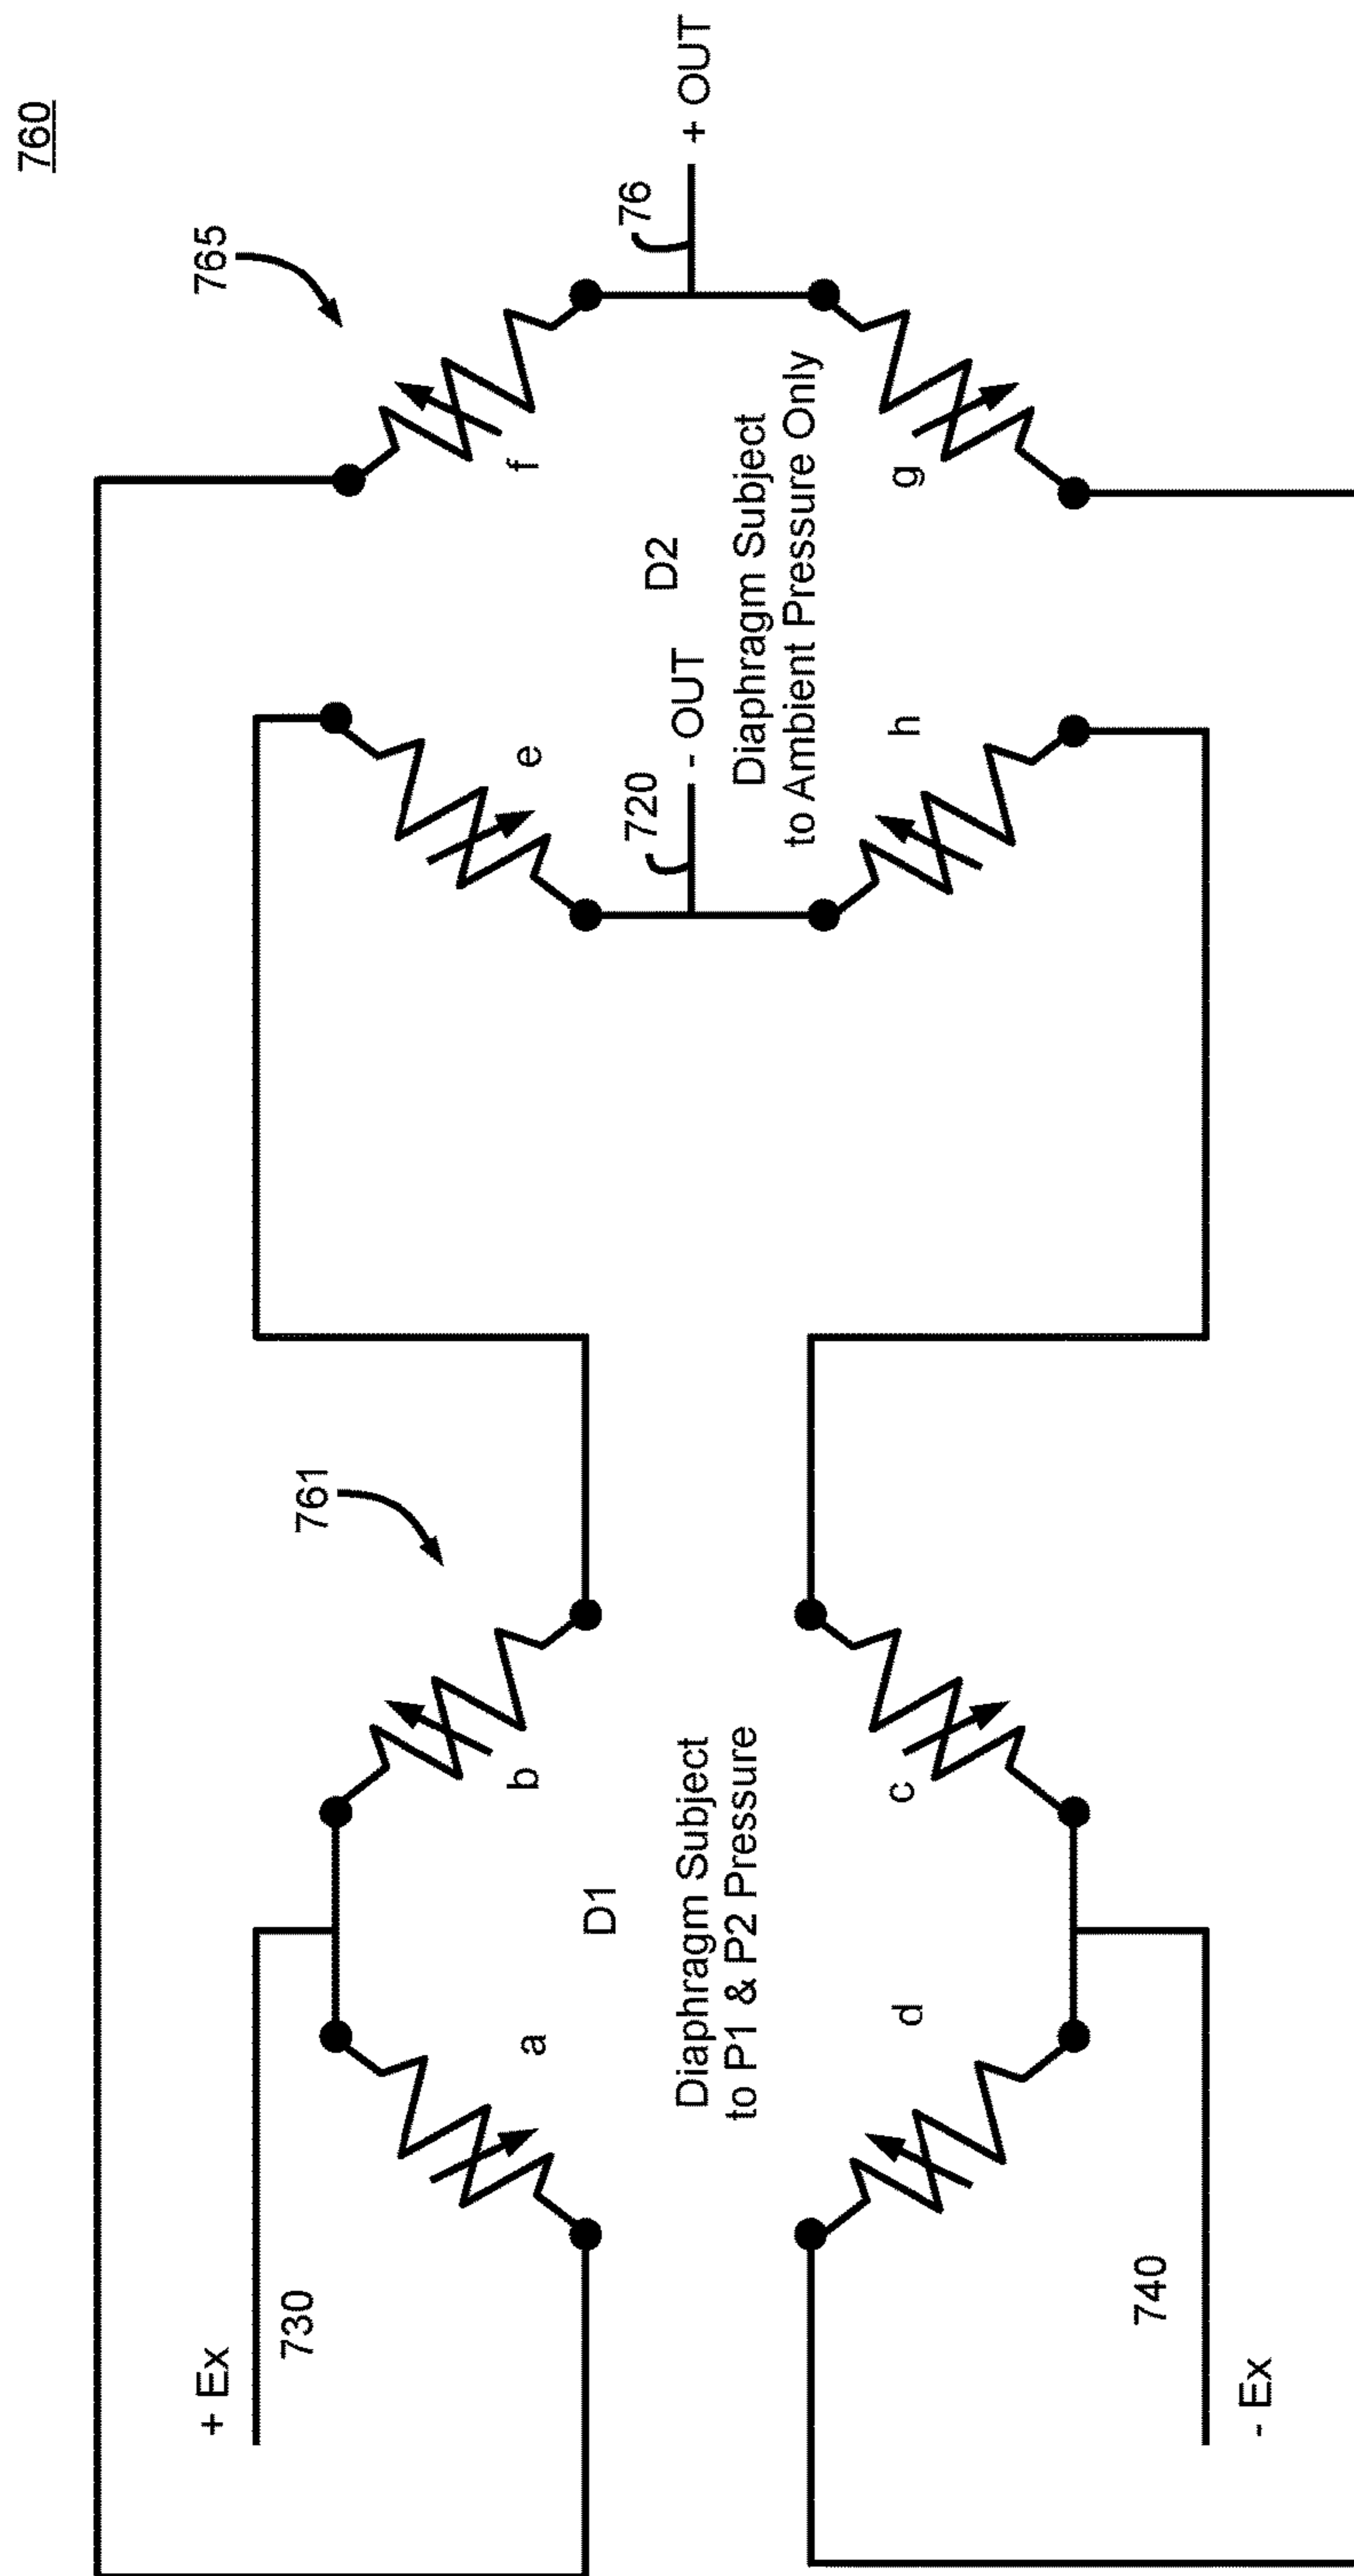 760
765
+ OUT
76
f
g
D2
Diaphragm Subject
to Ambient Pressure Only
- OUT
720
e
h
761
b
c
D1
Diaphragm Subject
to P1 & P2 Pressure
a
d
+ Ex
730
740
- Ex